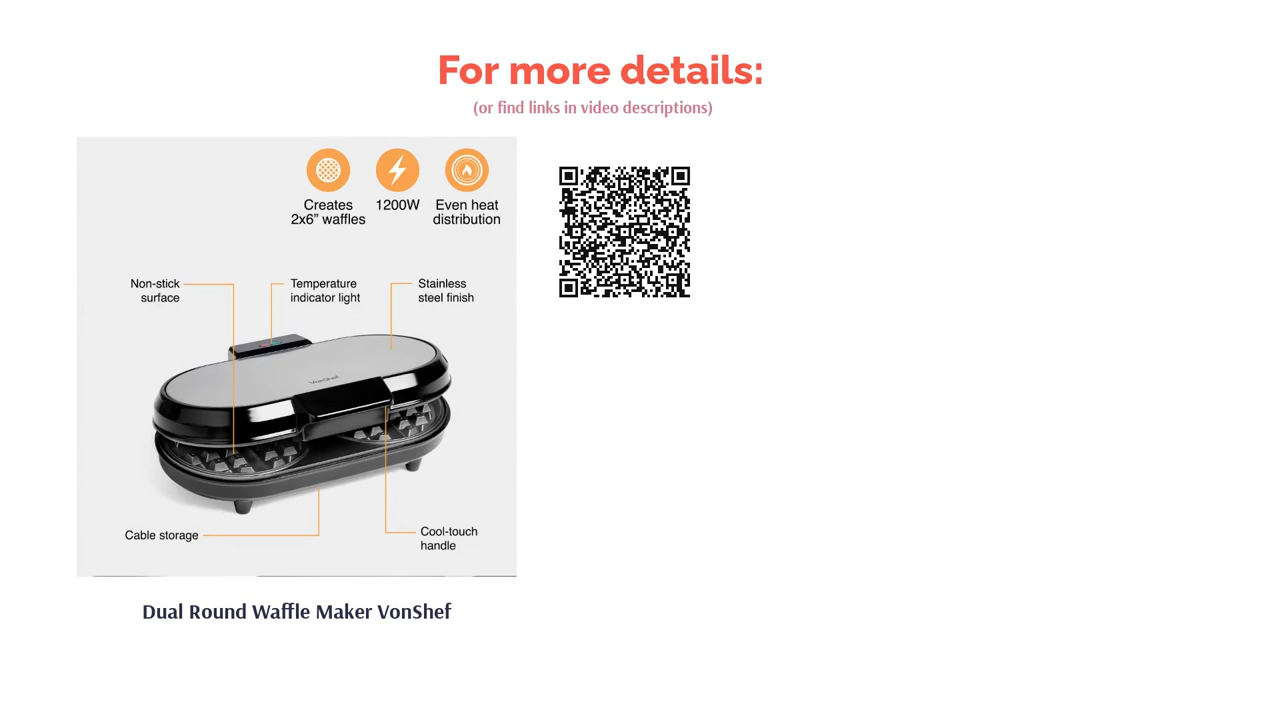 For more details:
(or find links in video descriptions)
Creates
2x6” waffles
1200W
Even heat
distribution
Non-stick
surface
Temperature
indicator light
Stainless
steel finish
VonShef
Cable storage
Cool-touch
handle
Dual Round Waffle Maker VonShef